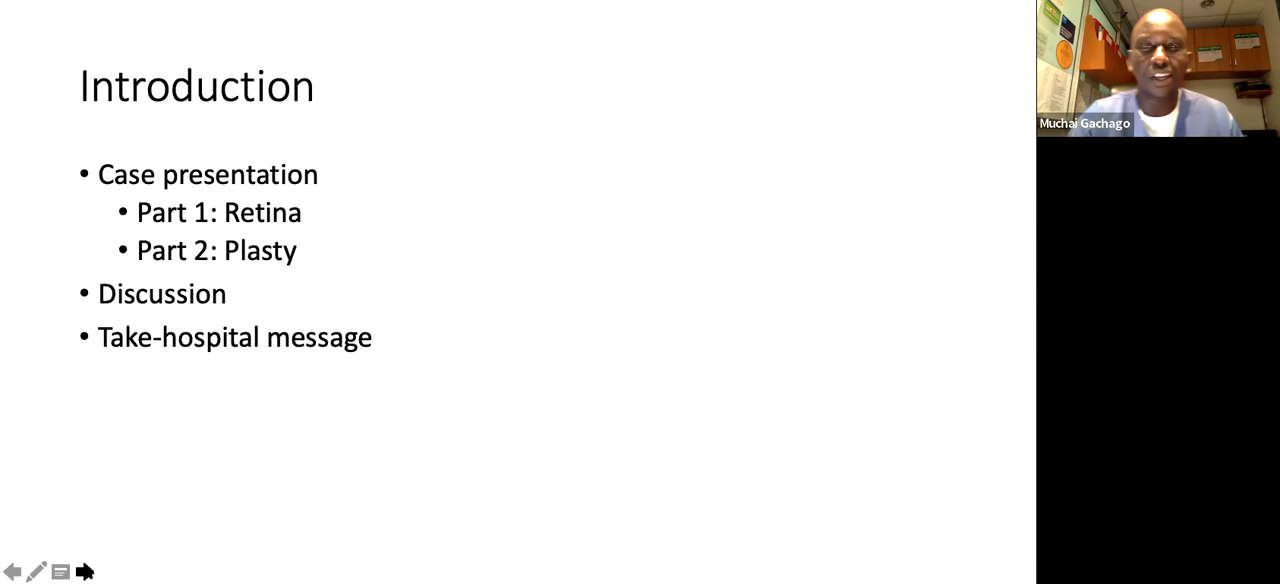 Introduction
• Case presentation
• Part 1: Retina
• Part 2: Plasty
• Discussion
• Take-hospital message
Muchai Gachago